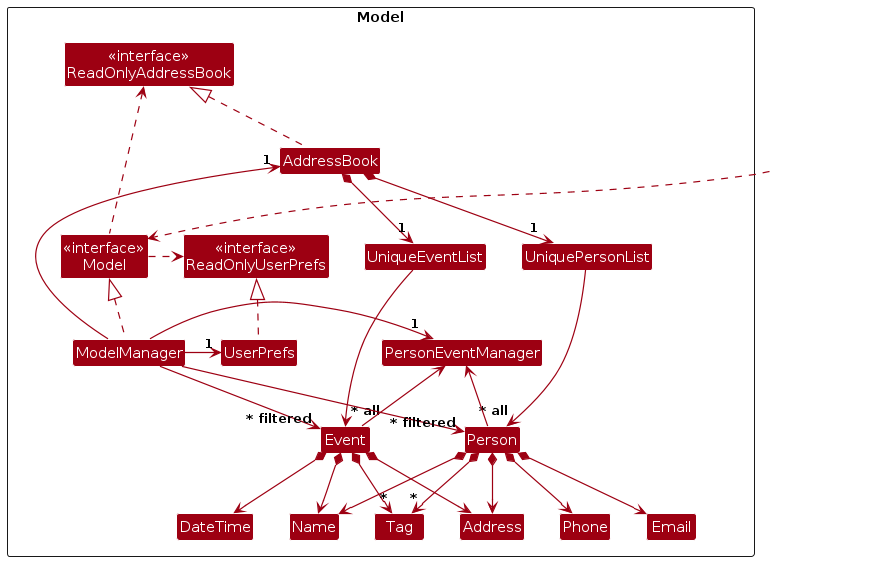 Model
«interface»
ReadOnlyAddressBook
1
AddressBook
1
1
«interface»
Model
«interface»
ReadOnlyUserPrefs
UniqueEventList
UniquePersonList
1
1
ModelManager
UserPrefs
PersonEventManager
* filtered
* all
* filtered
* all
Event
Person
*
*
DateTime
Name
Tag
Address
Phone
Email